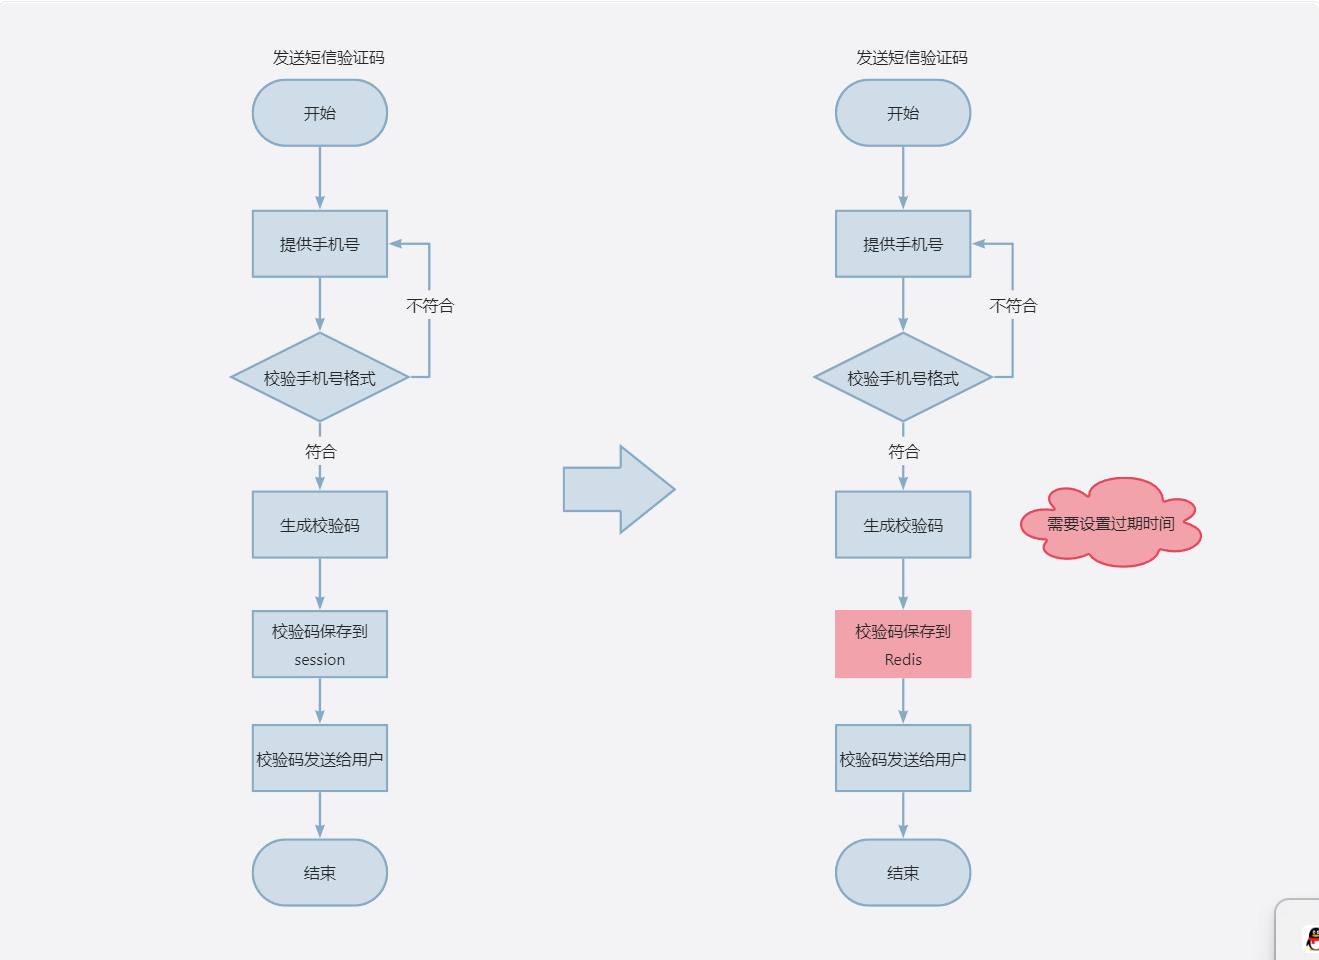 发送短信验证码
开始
提供手机号
不符合
校验手机号格式
符合
生成校验码
校验码保存到
session
校验码发送给用户
结束
发送短信验证码
开始
提供手机号
不符合
校验手机号格式
符合
生成校验码
需要设置过期时间
校验码保存到
Redis
校验码发送给用户
结束